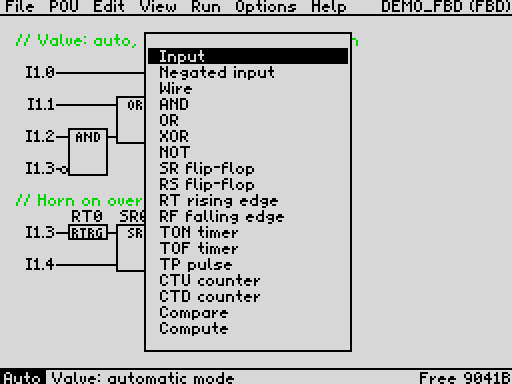 File POU Edit View Run Options Help DEMO_FBD (FBD)
// Valve: auto,
I1.0
I1.1
OR
I1.2
AND
I1.3
// Horn on over
RT0 SR0
I1.3
RTRG
SR
I1.4
Input
Negated input
Wire
AND
OR
XOR
NOT
SR flip-flop
RS flip-flop
RT rising edge
RF falling edge
TON timer
TOF timer
TP pulse
CTU counter
CTD counter
Compare
Compute
Auto Valve: automatic mode Free 9041B